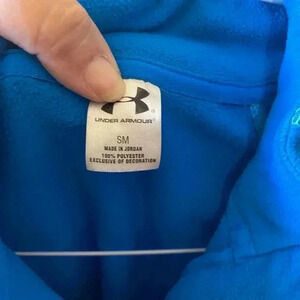 UNDER ARMOUR
SM
MADE IN JORDAN
100% POLYESTER
EXCLUSIVE OF DECORATION